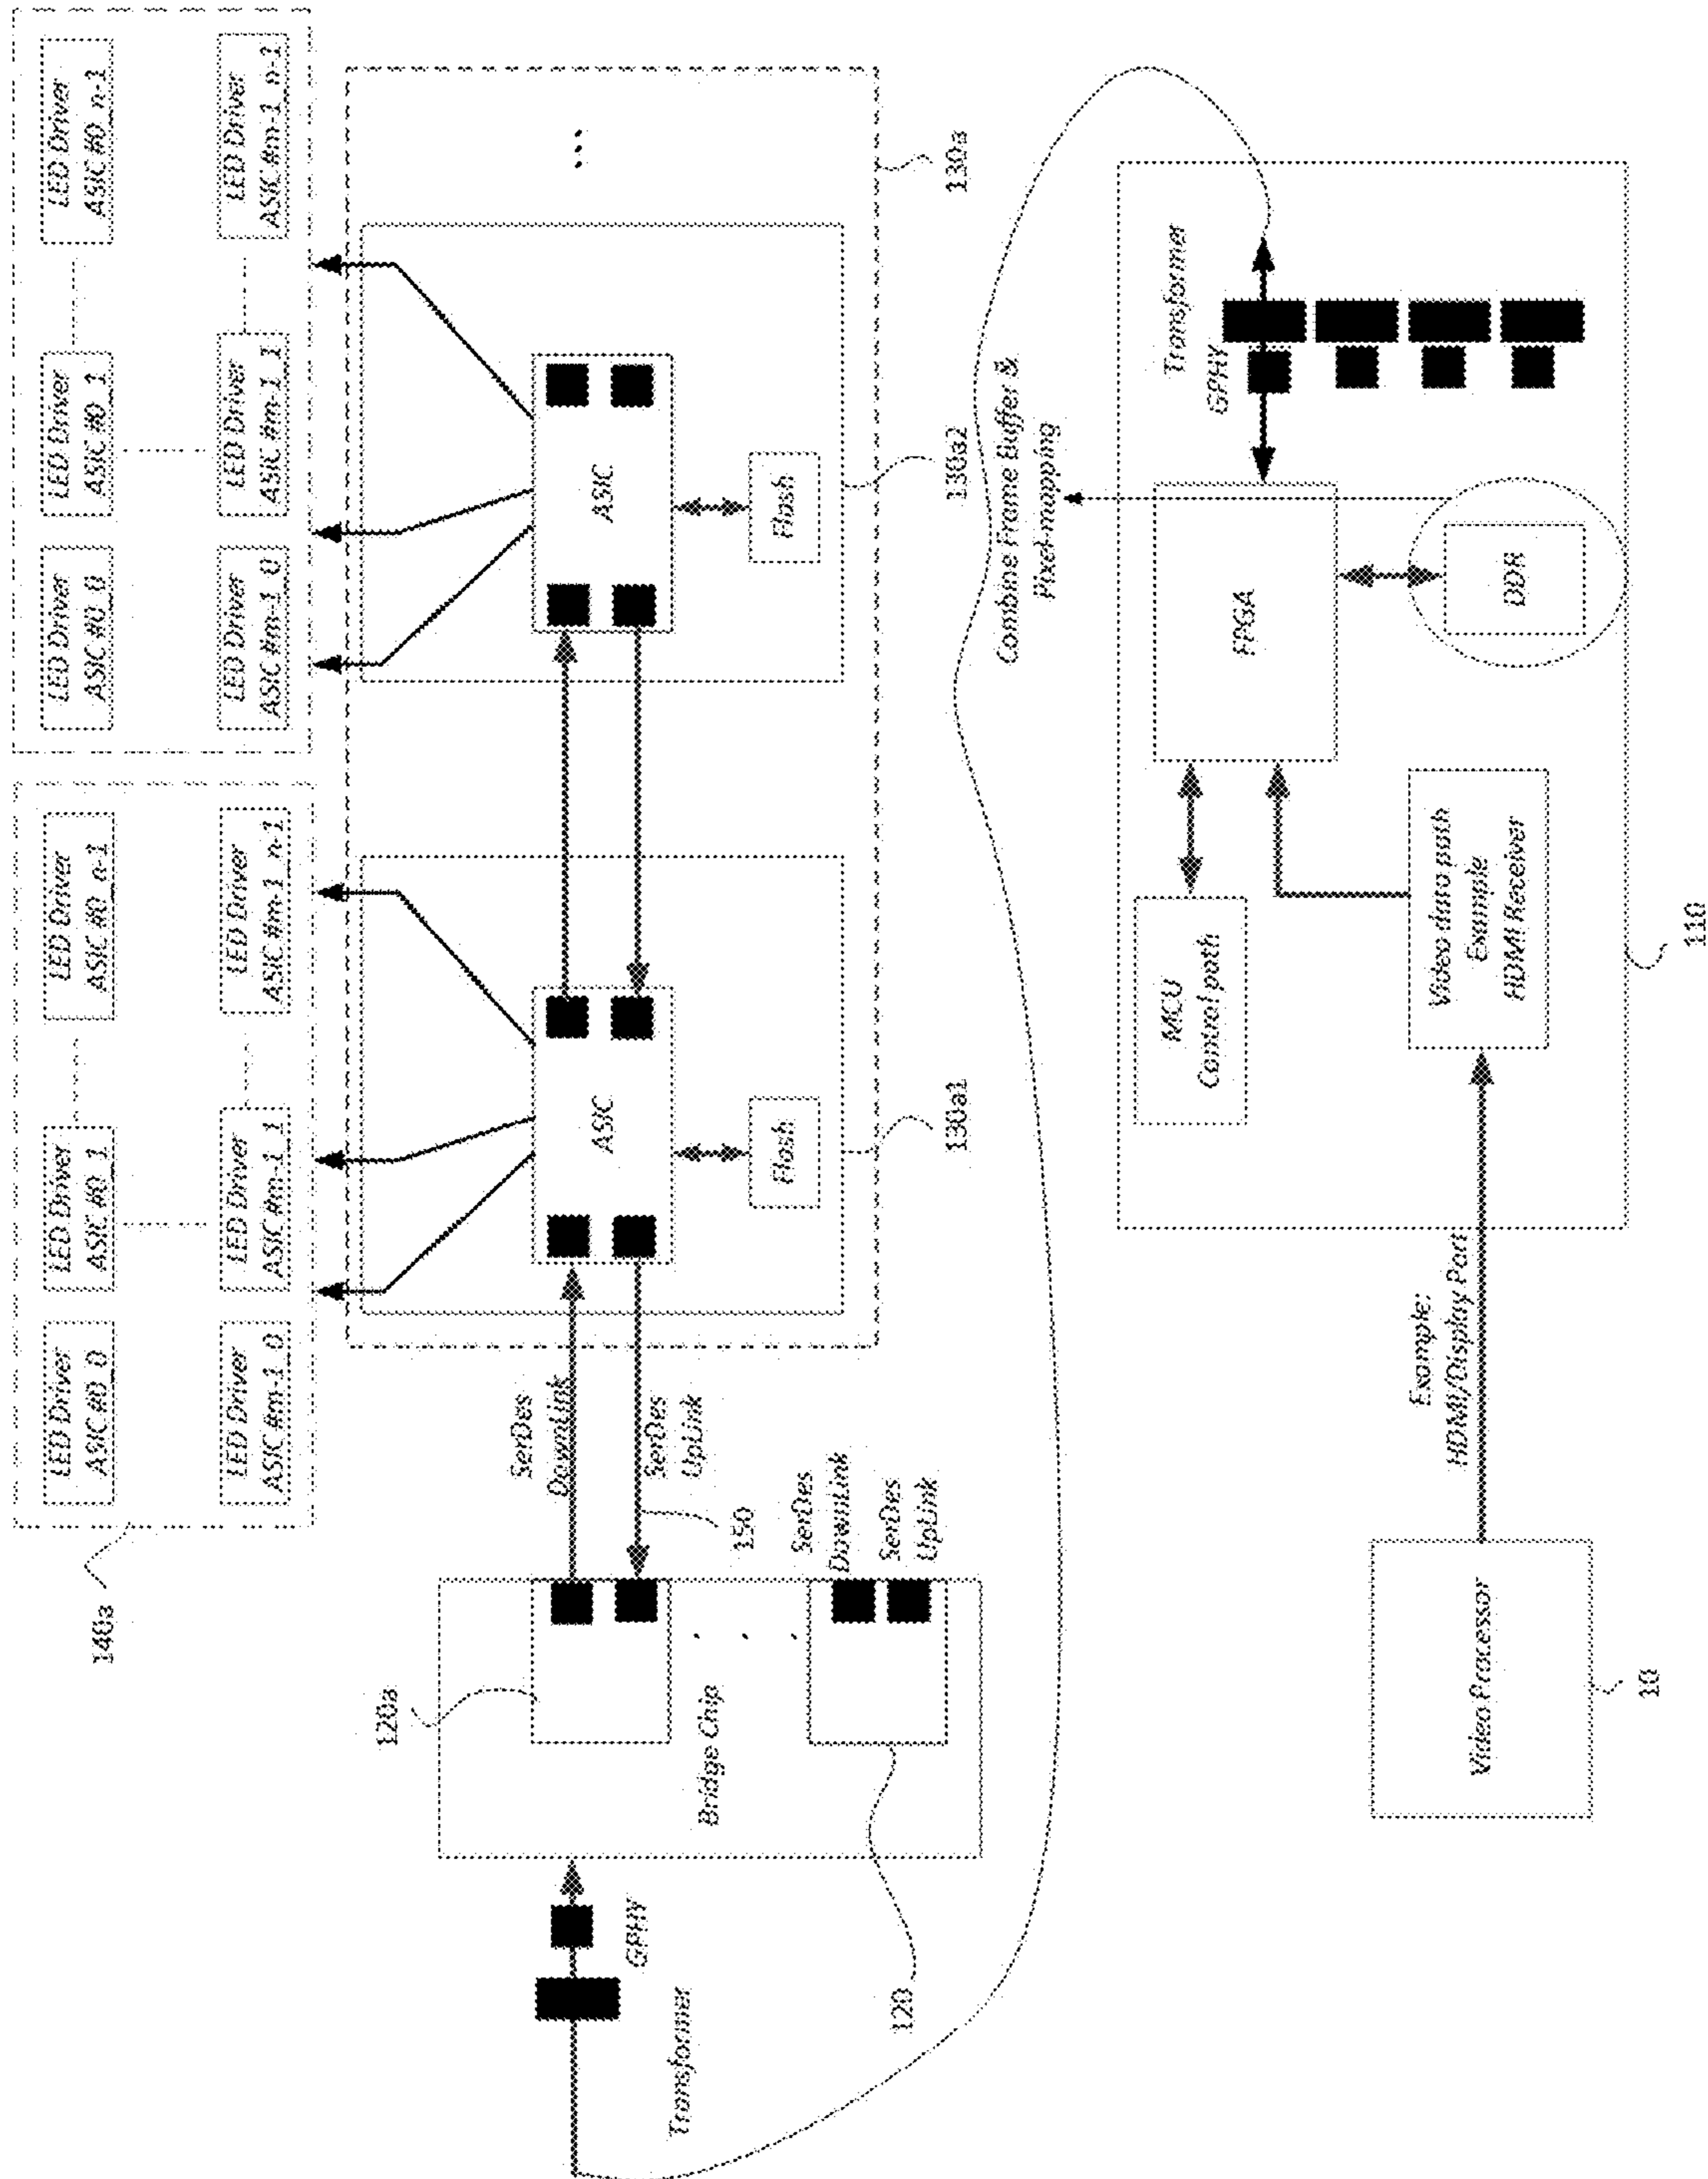 LED Driver
ASIC #0_0
LED Driver
ASIC #0_1
LED Driver
ASIC #0_n-1
LED Driver
ASIC #0_0
LED Driver
ASIC #0_1
LED Driver
ASIC #0_n-1
LED Driver
ASIC #m-1_0
LED Driver
ASIC #m-1_1
LED Driver
ASIC #m-1_n-1
LED Driver
ASIC #m-1_0
LED Driver
ASIC #m-1_1
LED Driver
ASIC #m-1_n-1
140a
120a
SerDes
DownLink
SerDes
UpLink
150
ASIC
Flash
ASIC
Flash
...
130a1
130a2
130a
Transformer
GPHY
Bridge Chip
120
SerDes
DownLink
SerDes
UpLink
Combine Frame Buffer &
Pixel-mapping
Transformer
GPHY
MCU
Control path
FPGA
DDR
Video data path
Example
HDMI Receiver
110
Example:
HDMI/Display Port
Video Processor
10